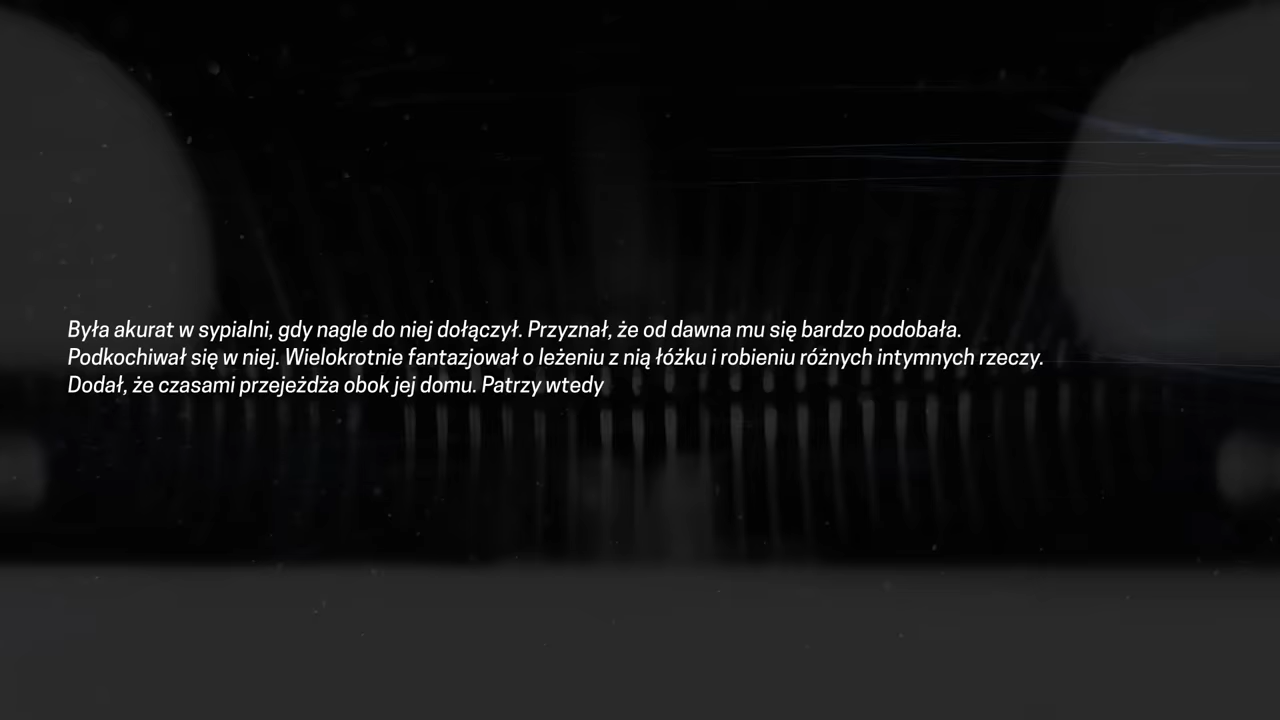 Była akurat w sypialni, gdy nagle do niej dołączył. Przyznał, że od dawna mu się bardzo podobała.
Podkochiwał się w niej. Wielokrotnie fantazjował o leżeniu z nią łóżku i robieniu różnych intymnych rzeczy.
Dodał, że czasami przejeżdża obok jej domu. Patrzy wtedy